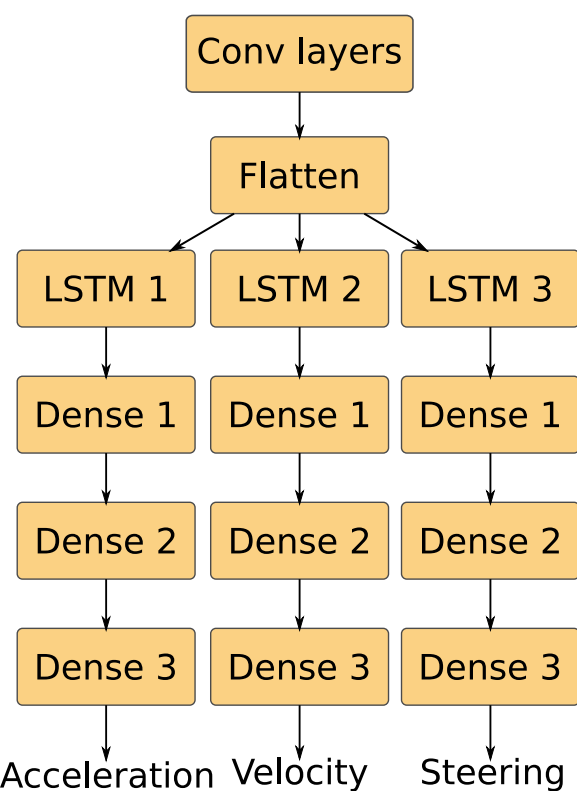 Conv layers
Flatten
LSTM 1
LSTM 2
LSTM 3
Dense 1
Dense 1
Dense 1
Dense 2
Dense 2
Dense 2
Dense 3
Dense 3
Dense 3
Acceleration
Velocity
Steering